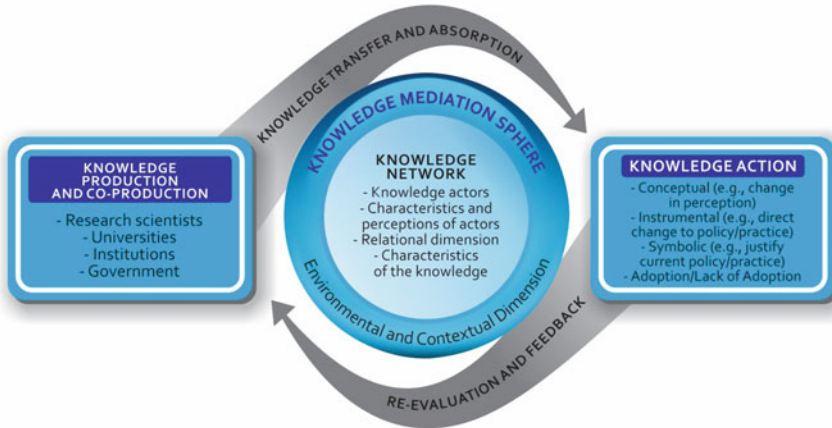 KNOWLEDGE TRANSFER AND ABSORPTION
KNOWLEDGE
PRODUCTION
AND CO-PRODUCTION
- Research scientists
- Universities
- Institutions
- Government
KNOWLEDGE MEDIATION SPHERE
KNOWLEDGE
NETWORK
- Knowledge actors
- Characteristics and
perceptions of actors
- Relational dimension
- Characteristics
of the knowledge
Environmental and Contextual Dimension
KNOWLEDGE ACTION
- Conceptual (e.g., change
in perception)
- Instrumental (e.g., direct
change to policy/practice)
- Symbolic (e.g., justify
current policy/practice)
- Adoption/Lack of Adoption
RE-EVALUATION AND FEEDBACK